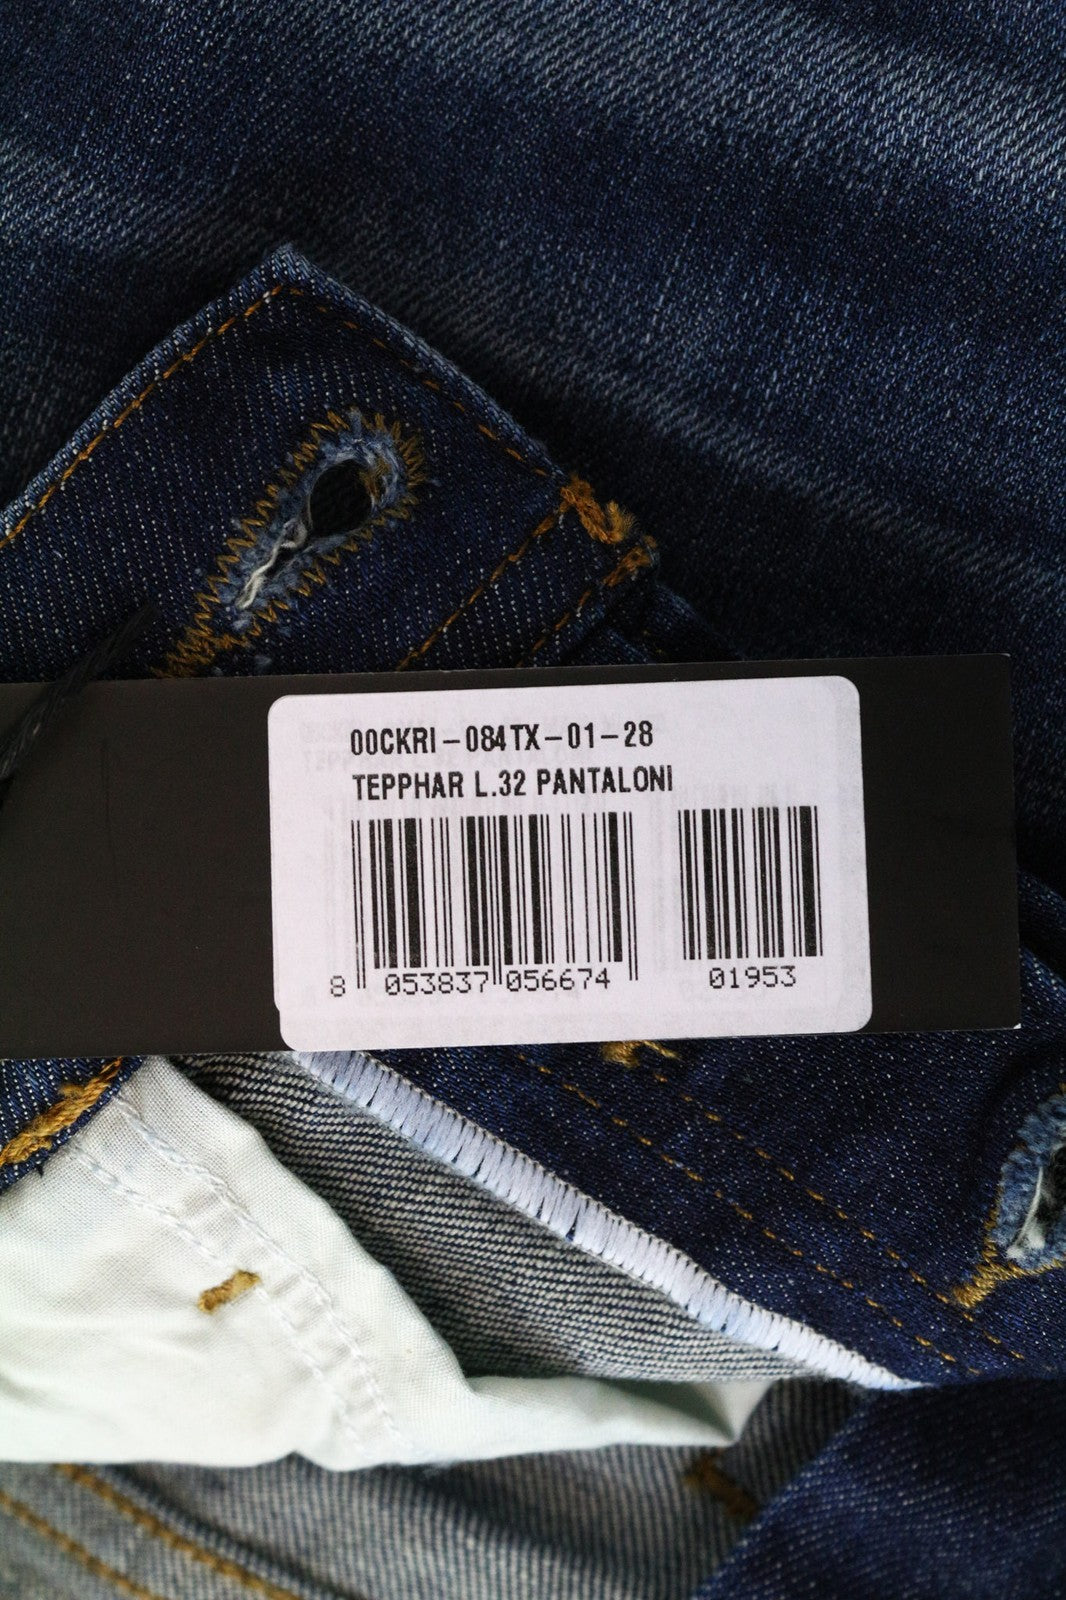 00CKRI-084TX-01-28
TEPPHAR L.32 PANTALONI
8 053837 056674 01953